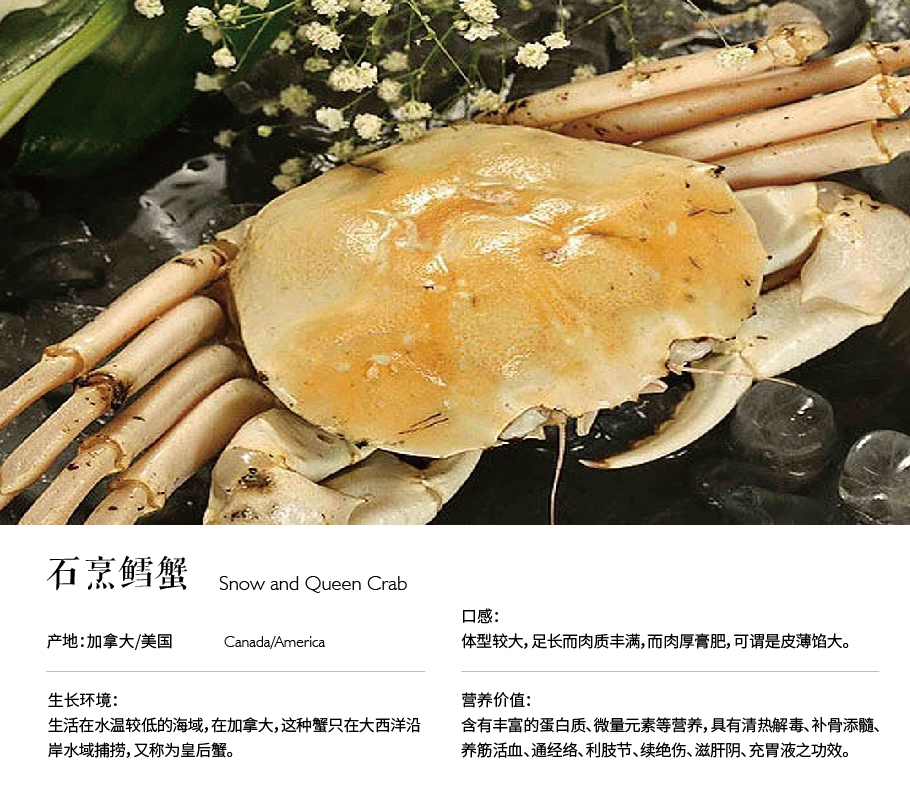 石烹鳕蟹
Snow and Queen Crab
产地:加拿大/美国
Canada/America
口感:
体型较大,足长而肉质丰满,而肉厚膏肥,可谓是皮薄馅大。
生长环境:
生活在水温较低的海域,在加拿大,这种蟹只在大西洋沿
岸水域捕捞,又称为皇后蟹。
营养价值:
含有丰富的蛋白质、微量元素等营养,具有清热解毒、补骨添髓、
养筋活血、通经络、利肢节、续绝伤、滋肝阴、充胃液之功效。